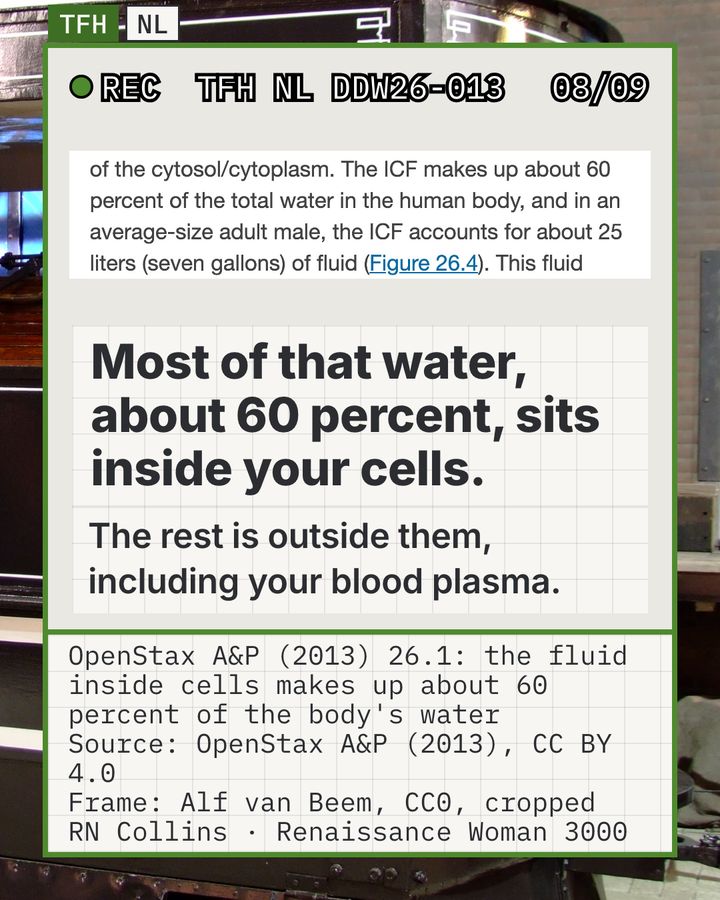 TFH NL
REC TFH NL DDW26-013 08/09
of the cytosol/cytoplasm. The ICF makes up about 60
percent of the total water in the human body, and in an
average-size adult male, the ICF accounts for about 25
liters (seven gallons) of fluid (Figure 26.4). This fluid
Most of that water,
about 60 percent, sits
inside your cells.
The rest is outside them,
including your blood plasma.
OpenStax A&P (2013) 26.1: the fluid
inside cells makes up about 60
percent of the body's water
Source: OpenStax A&P (2013), CC BY
4.0
Frame: Alf van Beem, CC0, cropped
RN Collins · Renaissance Woman 3000